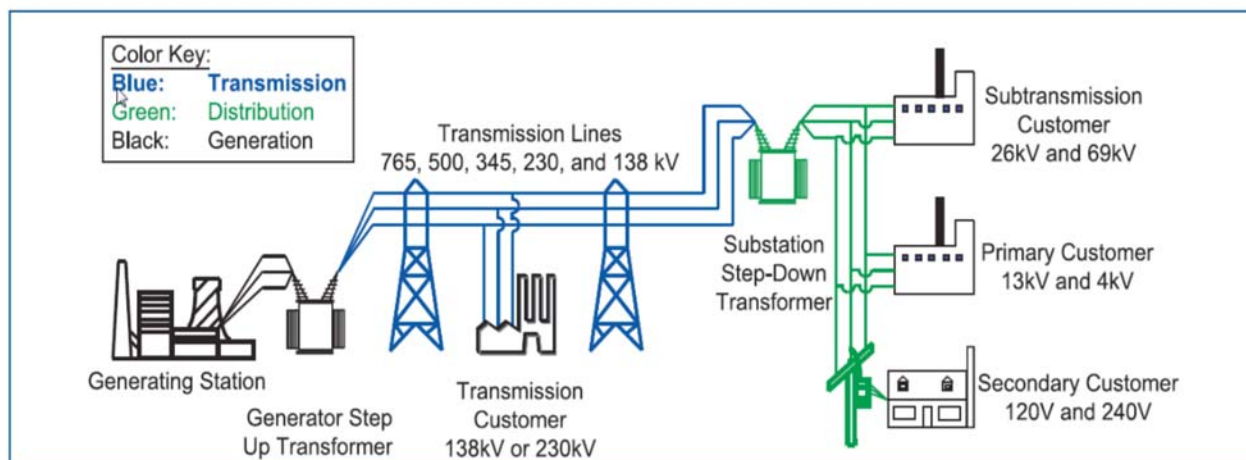 Color Key:
Blue: Transmission
Green: Distribution
Black: Generation
Transmission Lines
765, 500, 345, 230, and 138 kV
Subtransmission
Customer
26kV and 69kV
Substation
Step-Down
Transformer
Primary Customer
13kV and 4kV
Generating Station
Generator Step
Up Transformer
Transmission
Customer
138kV or 230kV
Secondary Customer
120V and 240V